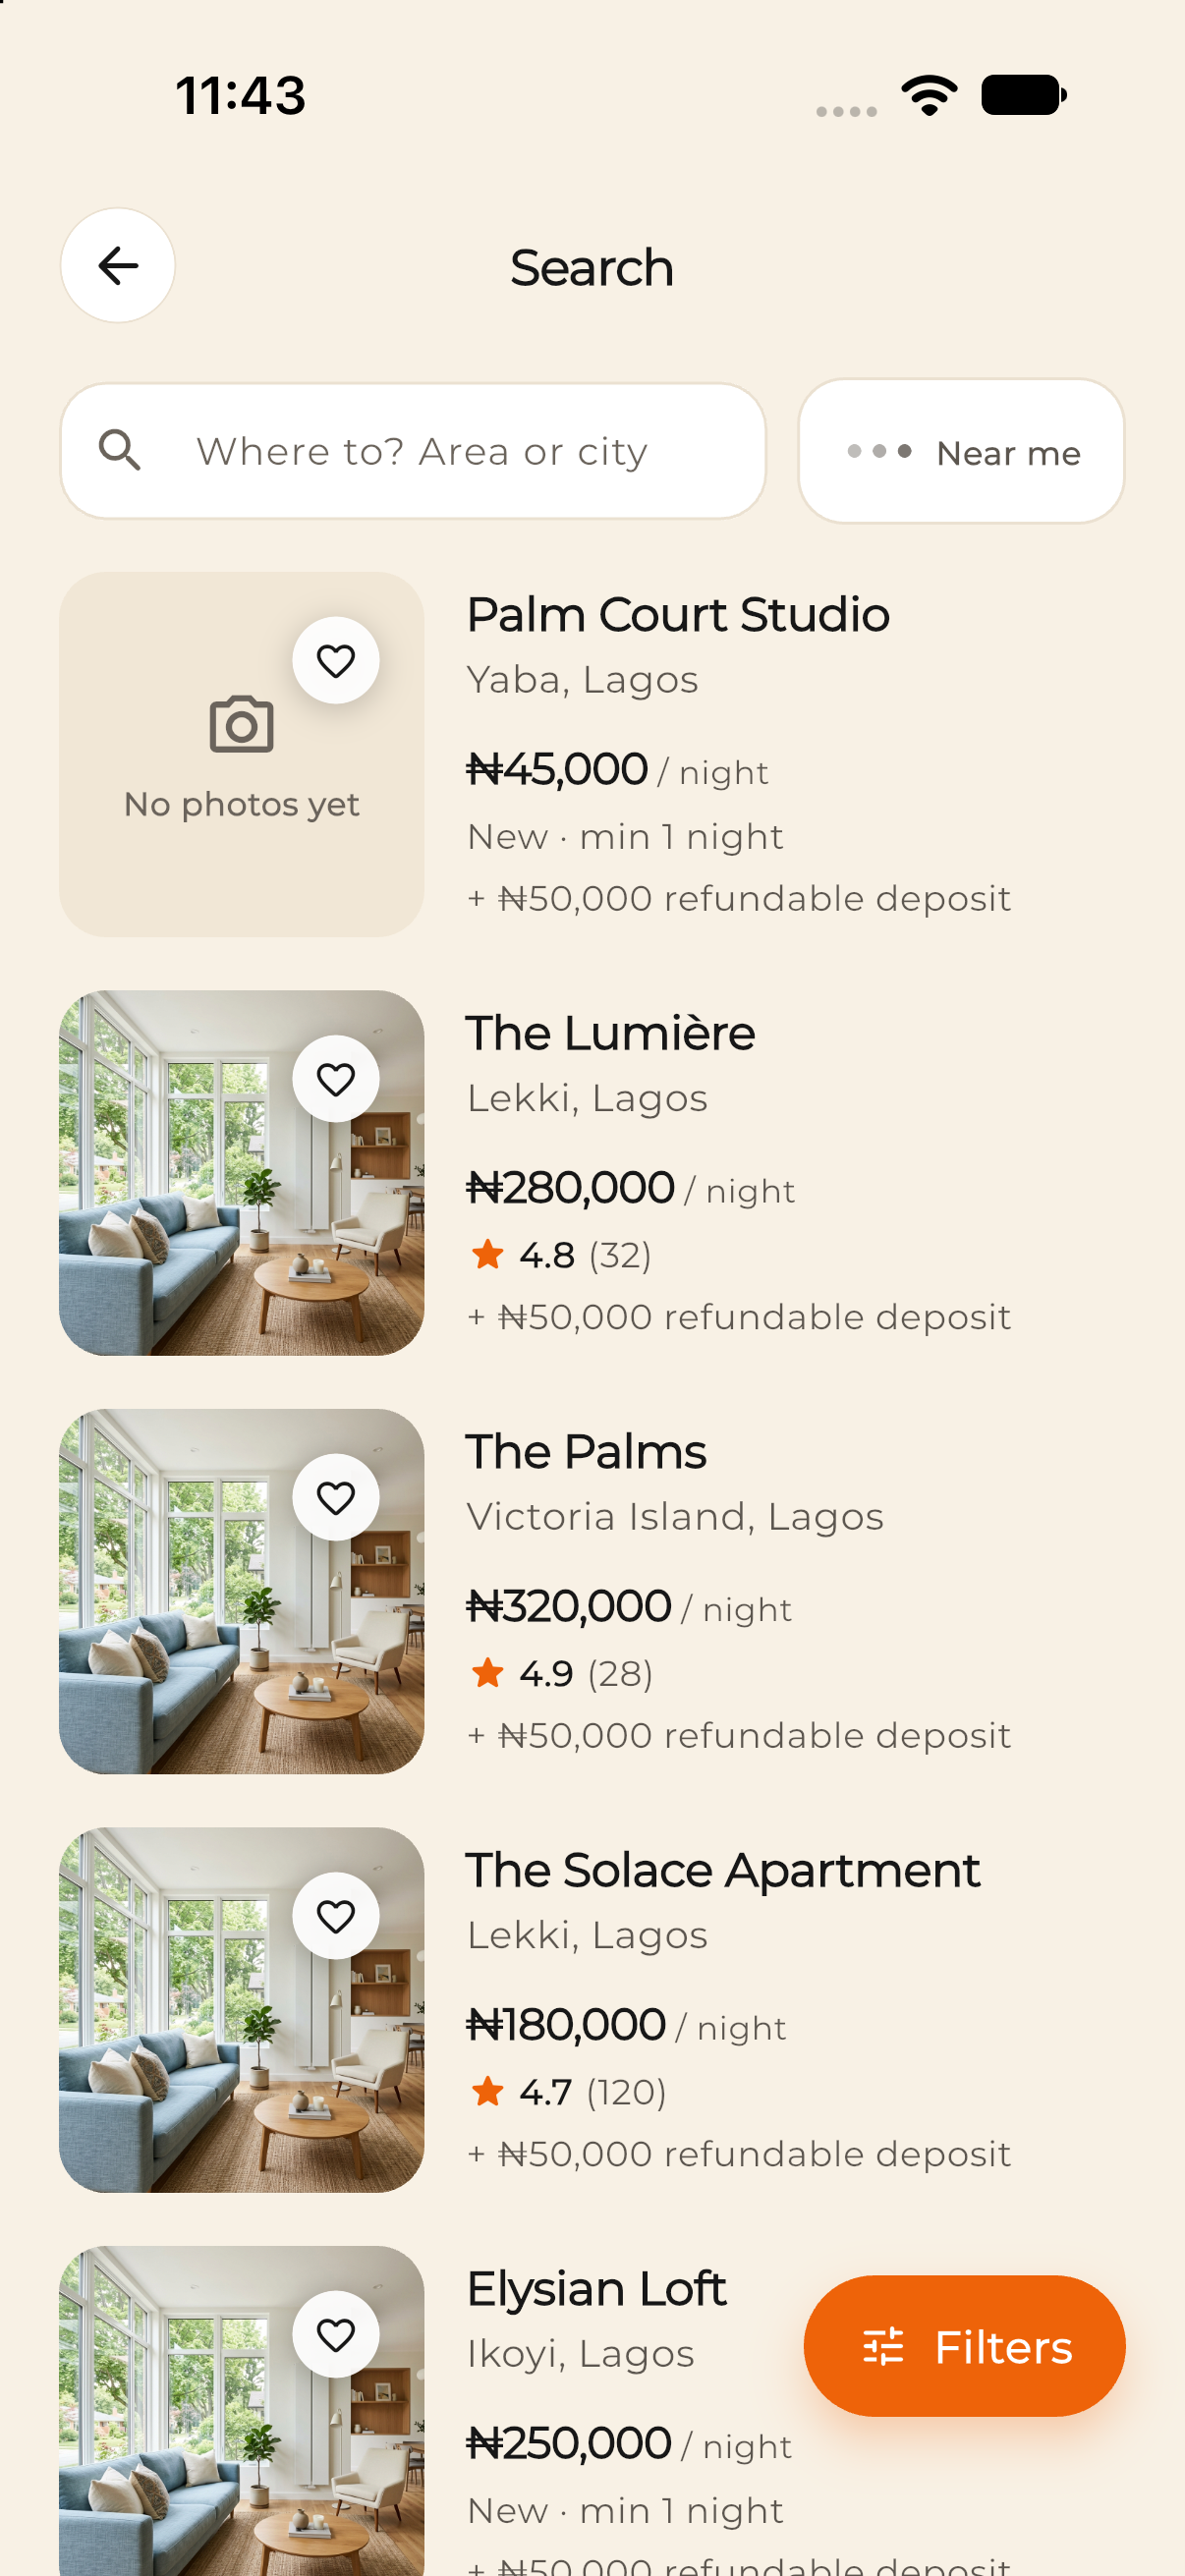 11:43
Search
Where to? Area or city
Near me
Palm Court Studio
Yaba, Lagos
₦45,000 / night
No photos yet
New · min 1 night
+ ₦50,000 refundable deposit
The Lumière
Lekki, Lagos
₦280,000 / night
4.8 (32)
+ ₦50,000 refundable deposit
The Palms
Victoria Island, Lagos
₦320,000 / night
4.9 (28)
+ ₦50,000 refundable deposit
The Solace Apartment
Lekki, Lagos
₦180,000 / night
4.7 (120)
+ ₦50,000 refundable deposit
Elysian Loft
Ikoyi, Lagos
Filters
₦250,000 / night
New · min 1 night
+ ₦50,000 refundable deposit